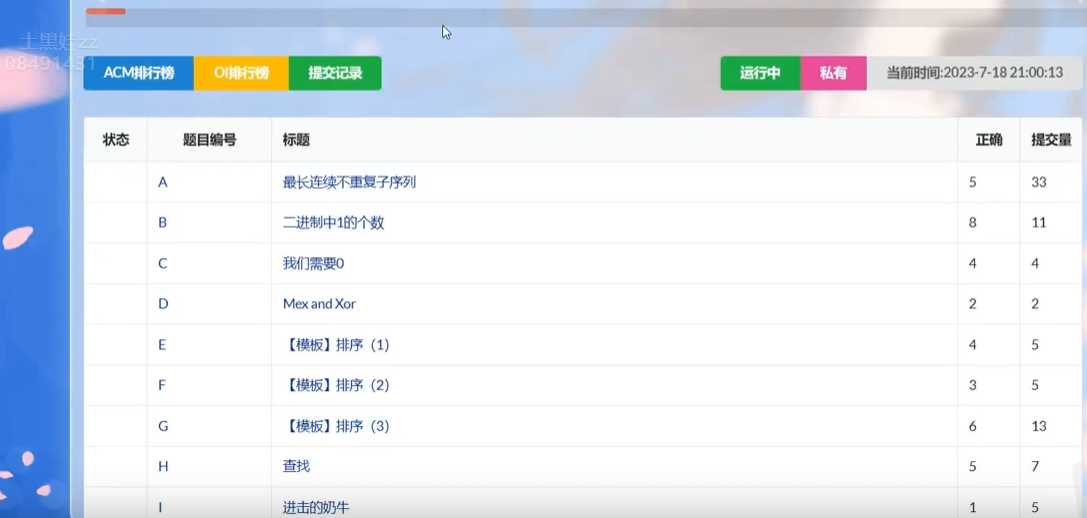 土黑娃zz
108491431
ACM排行榜 OI排行榜 提交记录 运行中 私有 当前时间:2023-7-18 21:00:13
状态 题目编号 标题 正确 提交量
A 最长连续不重复子序列 5 33
B 二进制中1的个数 8 11
C 我们需要0 4 4
D Mex and Xor 2 2
E 【模板】排序（1） 4 5
F 【模板】排序（2） 3 5
G 【模板】排序（3） 6 13
H 查找 5 7
I 进击的奶牛 1 5